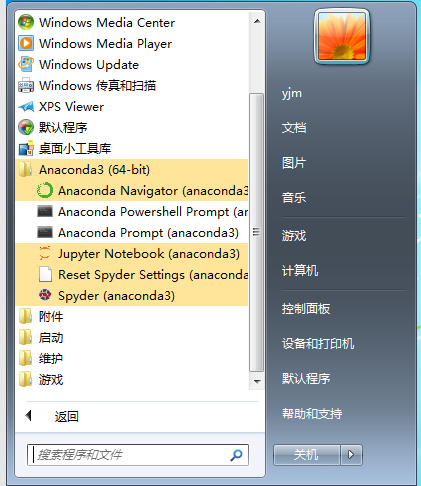 Windows Media Center
Windows Media Player
Windows Update
Windows 传真和扫描
XPS Viewer
默认程序
桌面小工具库
Anaconda3 (64-bit)
Anaconda Navigator (anaconda3
Anaconda Powershell Prompt (ar
Anaconda Prompt (anaconda3)
Jupyter Notebook (anaconda3)
Reset Spyder Settings (anaconda
Spyder (anaconda3)
附件
启动
维护
游戏
返回
搜索程序和文件
yjm
文档
图片
音乐
游戏
计算机
控制面板
设备和打印机
默认程序
帮助和支持
关机